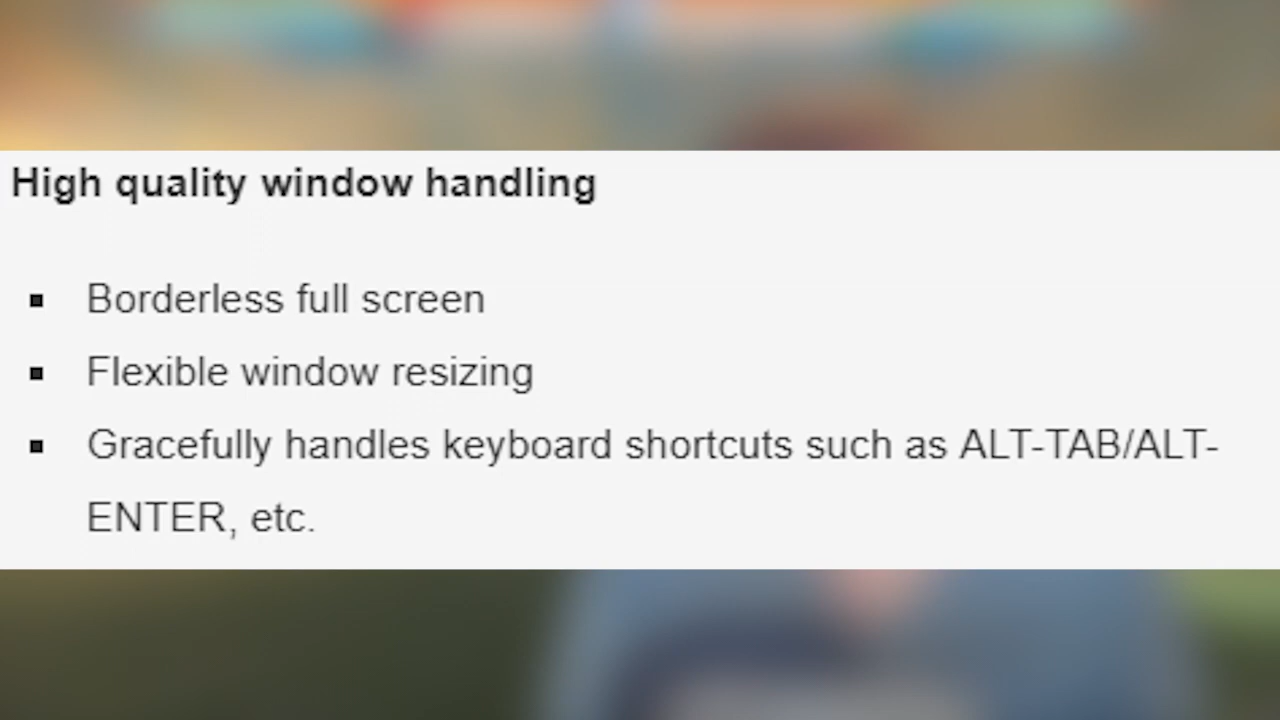 High quality window handling
▪ Borderless full screen
▪ Flexible window resizing
▪ Gracefully handles keyboard shortcuts such as ALT-TAB/ALT-
ENTER, etc.